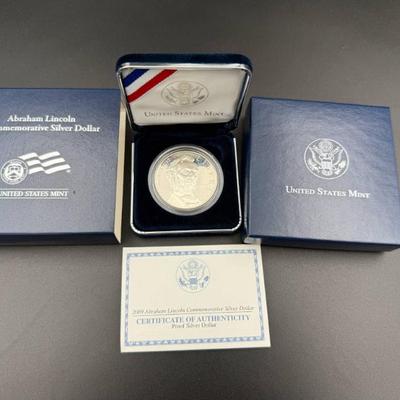 Abraham Lincoln
Commemorative Silver Dollar
UNITED STATES MINT
UNITED STATES MINT
UNITED STATES MINT
2009 Abraham Lincoln Commemorative Silver Dollar
CERTIFICATE OF AUTHENTICITY
Proof Silver Dollar